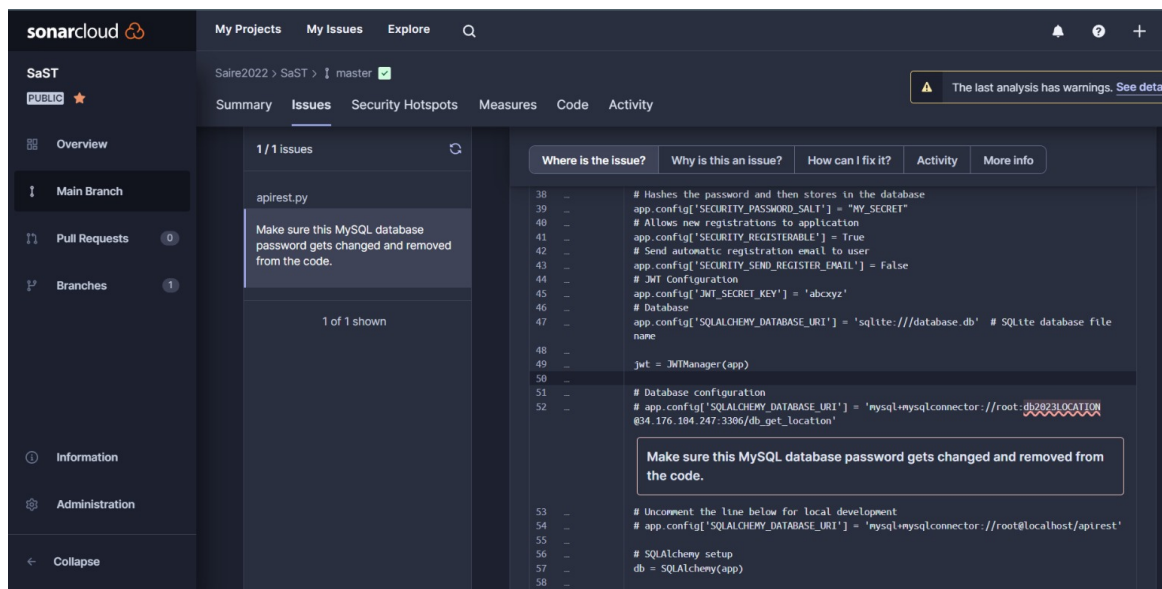 sonarcloud
My Projects My Issues Explore
SaST
PUBLIC
Saire2022 > SaST > master
The last analysis has warnings. See deta
Summary Issues Security Hotspots Measures Code Activity
Overview
Main Branch
Pull Requests 0
Branches 1
Information
Administration
Collapse
1 / 1 issues
apirest.py
Make sure this MySQL database
password gets changed and removed
from the code.
1 of 1 shown
Where is the issue? Why is this an issue? How can I fix it? Activity More info
38 # Hashes the password and then stores in the database
39 app.config['SECURITY_PASSWORD_SALT'] = "MY_SECRET"
40 # Allows new registrations to application
41 app.config['SECURITY_REGISTERABLE'] = True
42 # Send automatic registration email to user
43 app.config['SECURITY_SEND_REGISTER_EMAIL'] = False
44 # JWT Configuration
45 app.config['JWT_SECRET_KEY'] = 'abcxyz'
46 # Database
47 app.config['SQLALCHEMY_DATABASE_URI'] = 'sqlite:///database.db' # SQLite database file
name
48
49 jwt = JWTManager(app)
50
51 # Database configuration
52 # app.config['SQLALCHEMY_DATABASE_URI'] = 'mysql+mysqlconnector://root:db2023LOCATION
@34.176.104.247:3306/db_get_location'
Make sure this MySQL database password gets changed and removed from
the code.
53 # Uncomment the line below for local development
54 # app.config['SQLALCHEMY_DATABASE_URI'] = 'mysql+mysqlconnector://root@localhost/apirest'
55
56 # SQLAlchemy setup
57 db = SQLAlchemy(app)
58